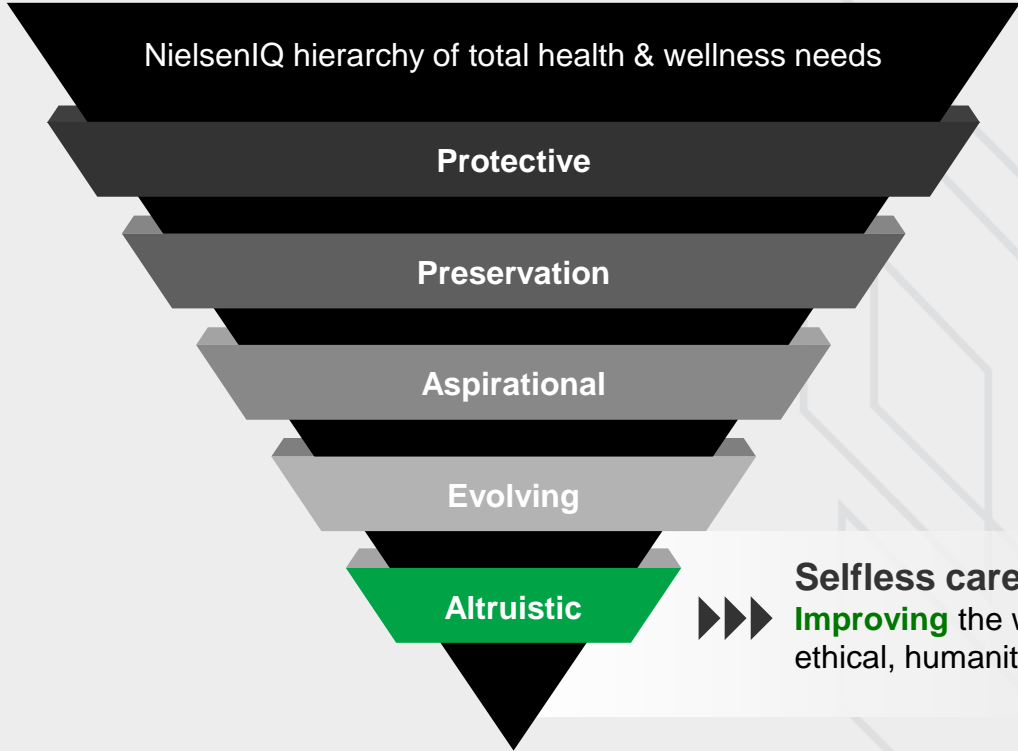 NielsenIQ hierarchy of total health & wellness needs
Protective
Preservation
Aspirational
Evolving
Altruistic
Selfless care
Improving the
ethical,